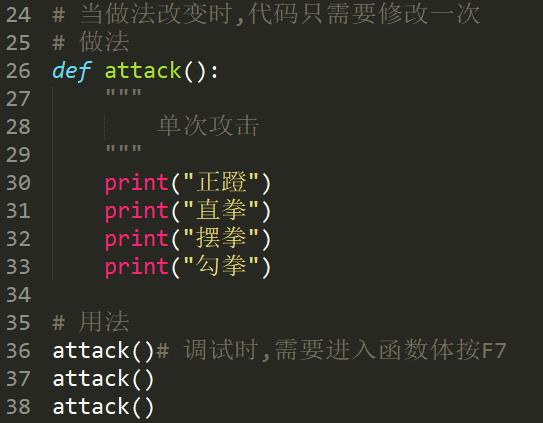 24 # 当做法改变时,代码只需要修改一次
25 # 做法
26 def attack():
27     """
28         单次攻击
29     """
30     print("正蹬")
31     print("直拳")
32     print("摆拳")
33     print("勾拳")
34
35 # 用法
36 attack()# 调试时,需要进入函数体按F7
37 attack()
38 attack()